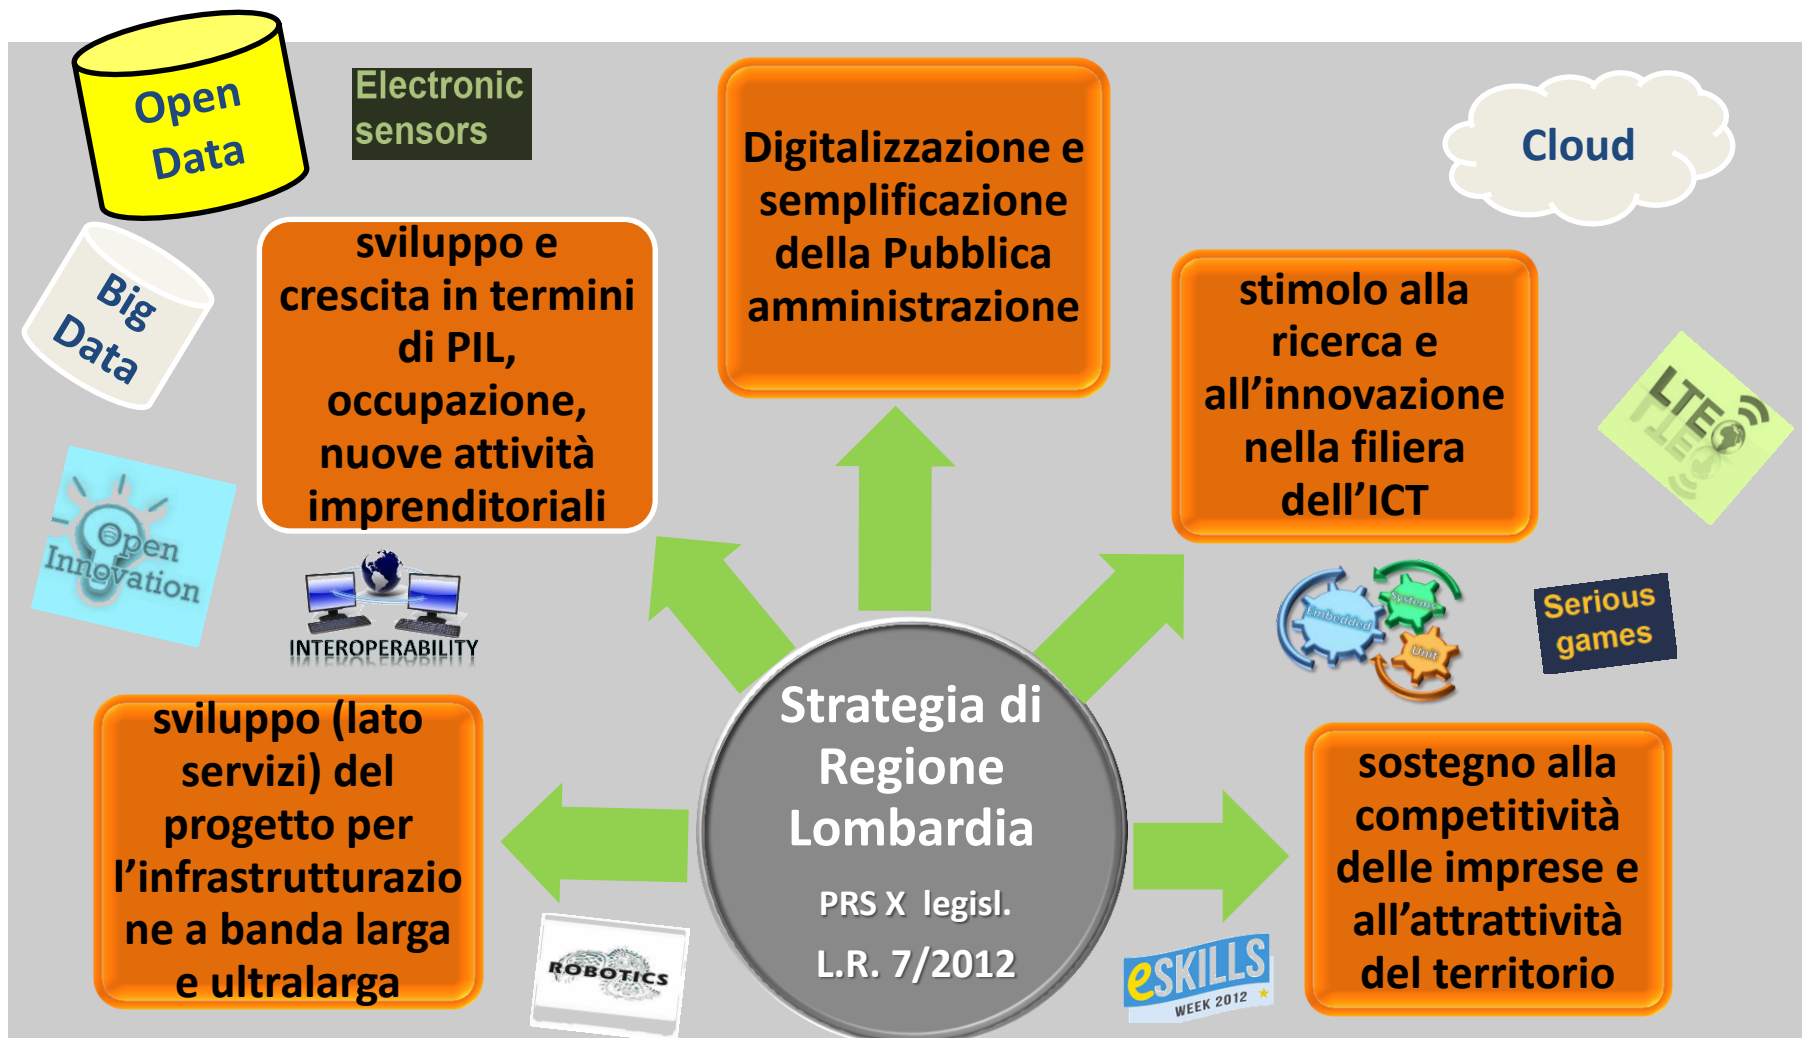 Open
Data
Electronic
sensors
Digitalizzazione e
semplificazione
della Pubblica
amministrazione
Cloud
Big
Data
sviluppo e
crescita in termini
di PIL,
occupazione,
nuove attività
imprenditoriali
stimolo alla
ricerca e
all’innovazione
nella filiera
dell’ICT
LTE
Open
Innovation
INTEROPERABILITY
Embedded
Systems
Unit
Serious
games
sviluppo (lato
servizi) del
progetto per
l’infrastrutturazio
ne a banda larga
e ultralarga
Strategia di
Regione
Lombardia
PRS X legisl.
L.R. 7/2012
sostegno alla
competitività
delle imprese e
all’attrattività
del territorio
ROBOTICS
eSKILLS
WEEK 2012